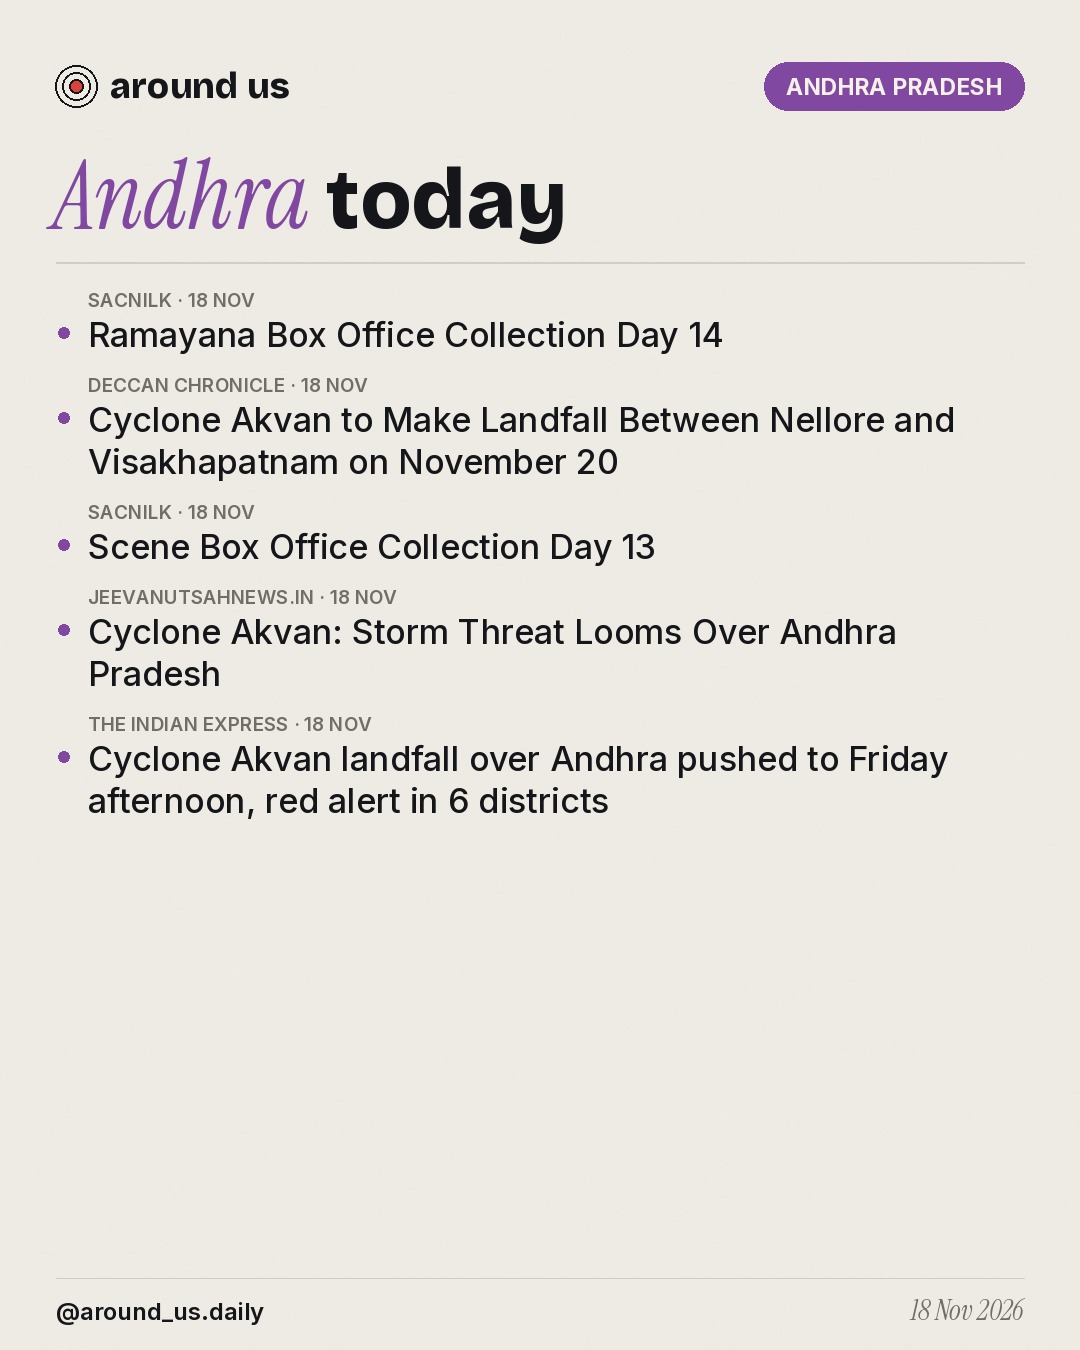 around us
ANDHRA PRADESH
Andhra today
SACNILK · 18 NOV
Ramayana Box Office Collection Day 14
DECCAN CHRONICLE · 18 NOV
Cyclone Akvan to Make Landfall Between Nellore and
Visakhapatnam on November 20
SACNILK · 18 NOV
Scene Box Office Collection Day 13
JEEVANUTSAHNEWS.IN · 18 NOV
Cyclone Akvan: Storm Threat Looms Over Andhra
Pradesh
THE INDIAN EXPRESS · 18 NOV
Cyclone Akvan landfall over Andhra pushed to Friday
afternoon, red alert in 6 districts
@around_us.daily
18 Nov 2026